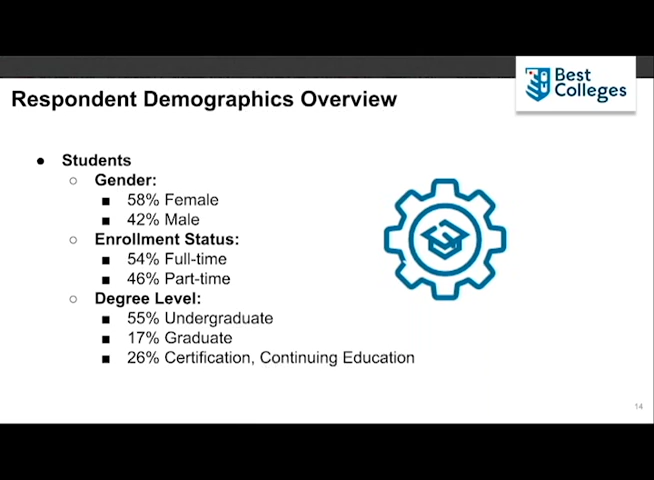 Best
Colleges
Respondent Demographics Overview
● Students
○ Gender:
■ 58% Female
■ 42% Male
○ Enrollment Status:
■ 54% Full-time
■ 46% Part-time
○ Degree Level:
■ 55% Undergraduate
■ 17% Graduate
■ 26% Certification, Continuing Education
14